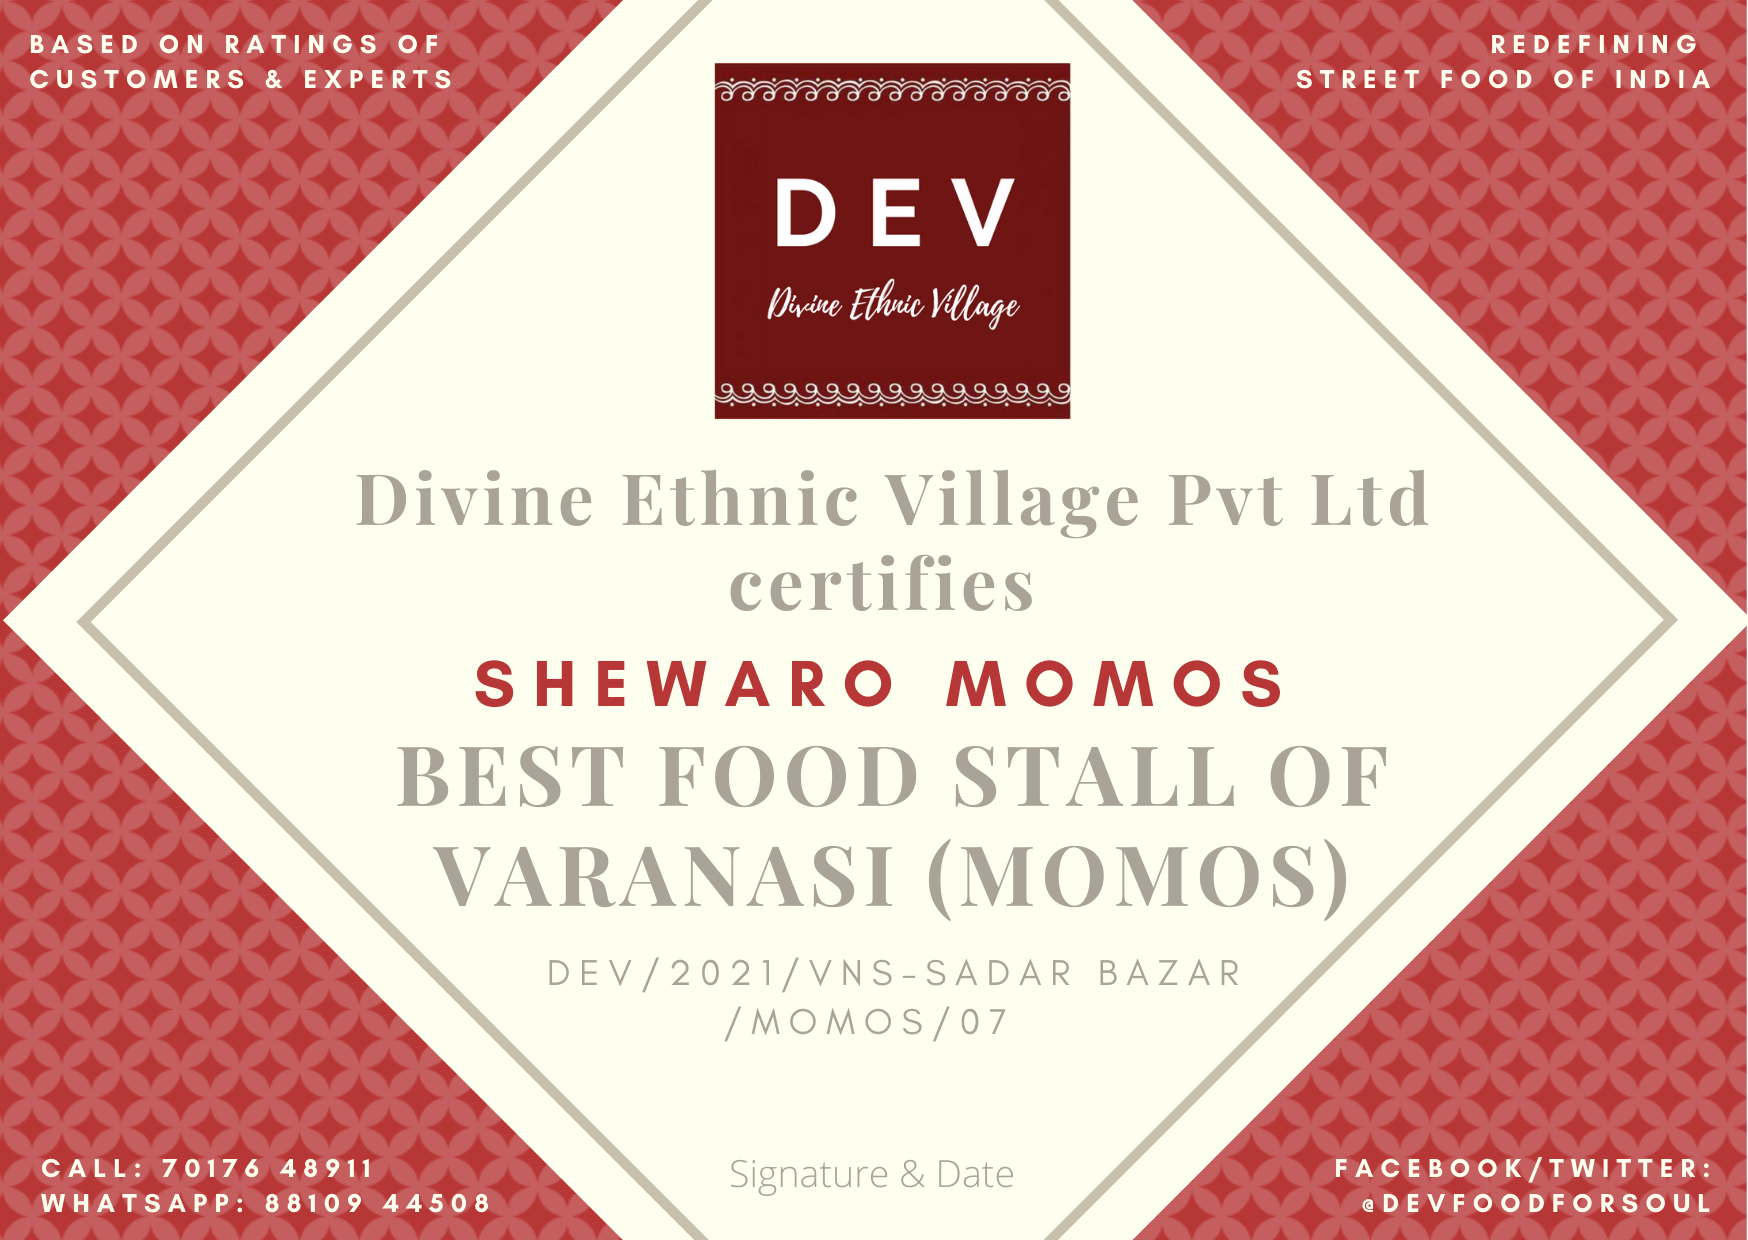 BASED ON RATINGS OF
CUSTOMERS & EXPERTS
REDEFINING
STREET FOOD OF INDIA
DEV
Divine Ethnic Village
Divine Ethnic Village Pvt Ltd
certifies
SHEWARO MOMOS
BEST FOOD STALL OF
VARANASI (MOMOS)
DEV/2021/VNS-SADAR BAZAR
/MOMOS/07
Signature & Date
CALL: 70176 48911
WHATSAPP: 88109 44508
FACEBOOK/TWITTER:
@DEVFOODFORSOUL